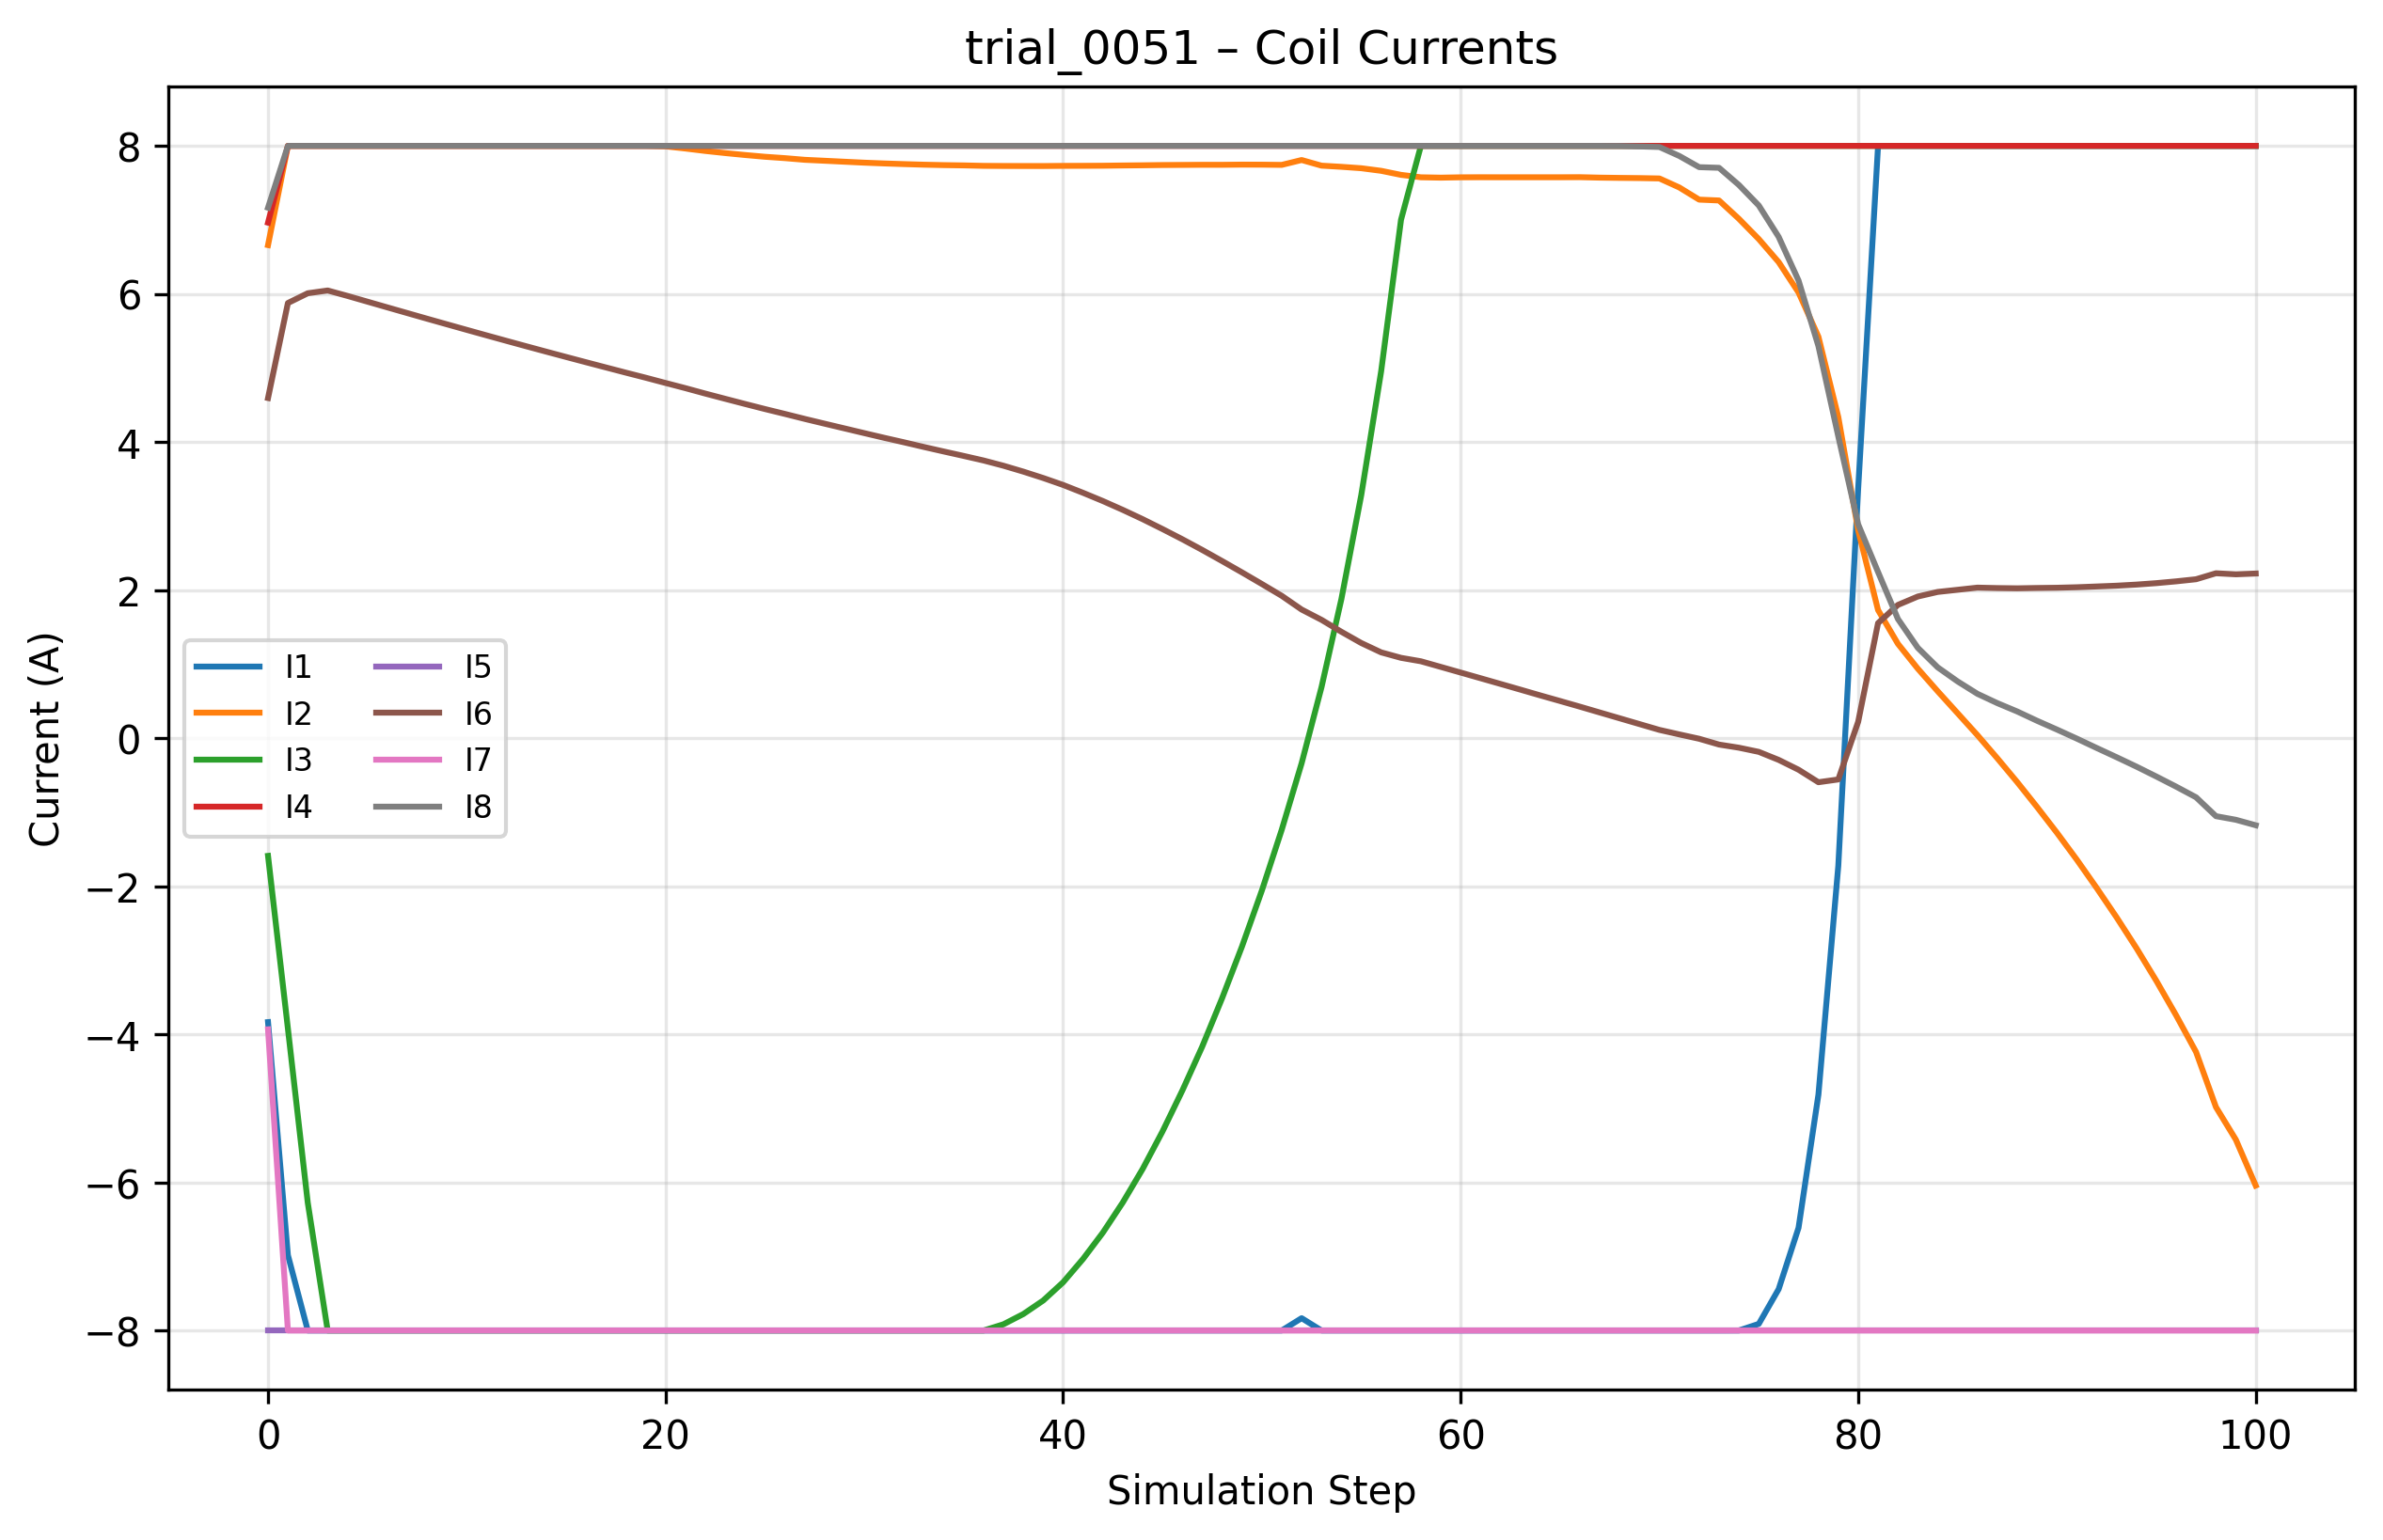 trial_0051 – Coil Currents
Current (A)
8
6
4
2
0
−2
−4
−6
−8
I1
I2
I3
I4
I5
I6
I7
I8
0
20
40
60
80
100
Simulation Step